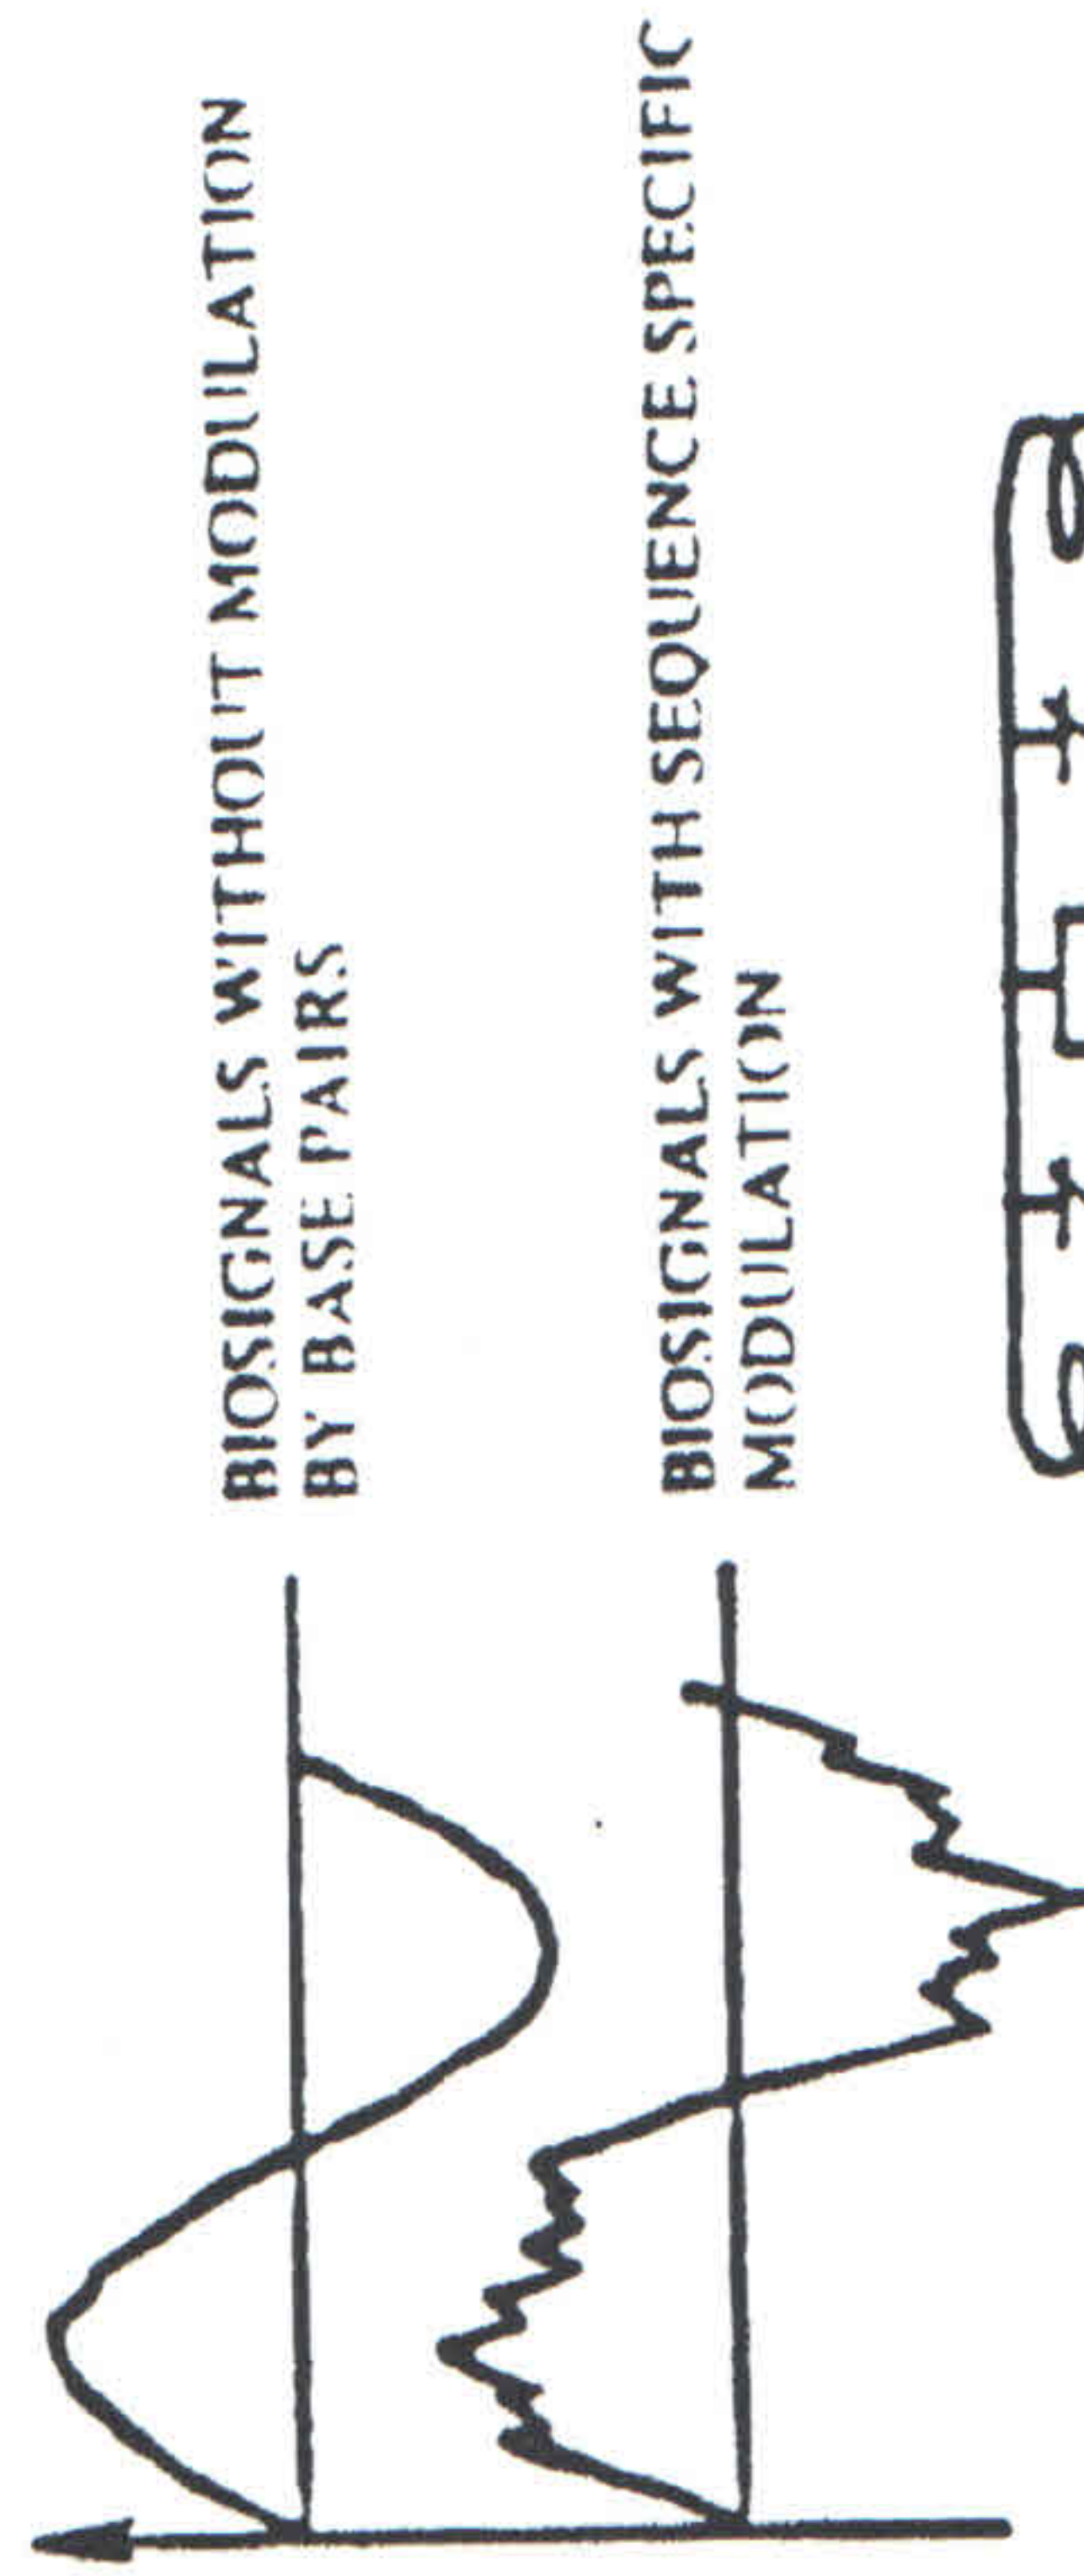 BIOSIGNALS WITHOUT MODULATION
BY BASE PAIRS
BIOSIGNALS WITH SEQUENCE SPECIFIC
MODULATION